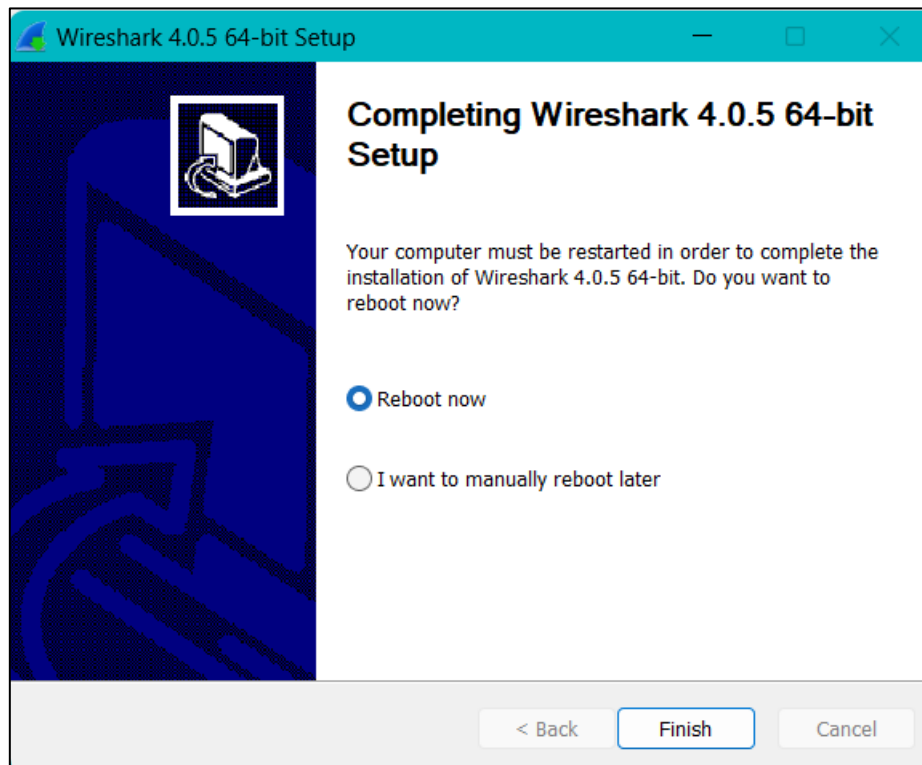 Wireshark 4.0.5 64-bit Setup
Completing Wireshark 4.0.5 64-bit
Setup
Your computer must be restarted in order to complete the
installation of Wireshark 4.0.5 64-bit. Do you want to
reboot now?
Reboot now
I want to manually reboot later
< Back Finish Cancel